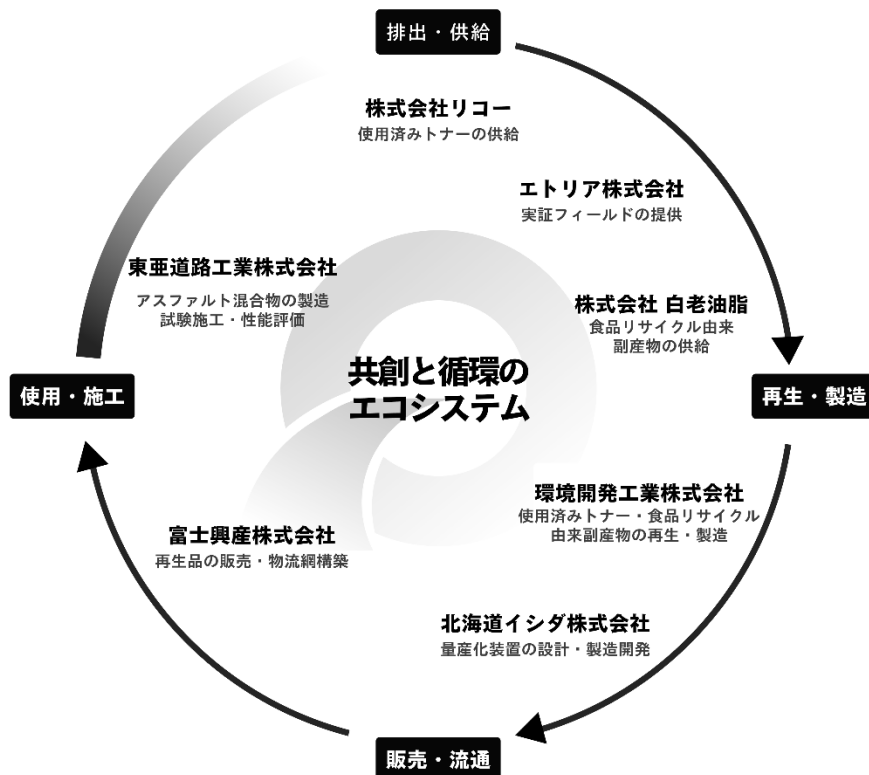 排出・供給
株式会社リコー
使用済みトナーの供給
エトリア株式会社
実証フィールドの提供
株式会社 白老油脂
食品リサイクル由来
副産物の供給
再生・製造
環境開発工業株式会社
使用済みトナー・食品リサイクル
由来副産物の再生・製造
北海道イシダ株式会社
量産化装置の設計・製造開発
販売・流通
富士興産株式会社
再生品の販売・物流網構築
使用・施工
東亜道路工業株式会社
アスファルト混合物の製造
試験施工・性能評価
共創と循環の
エコシステム